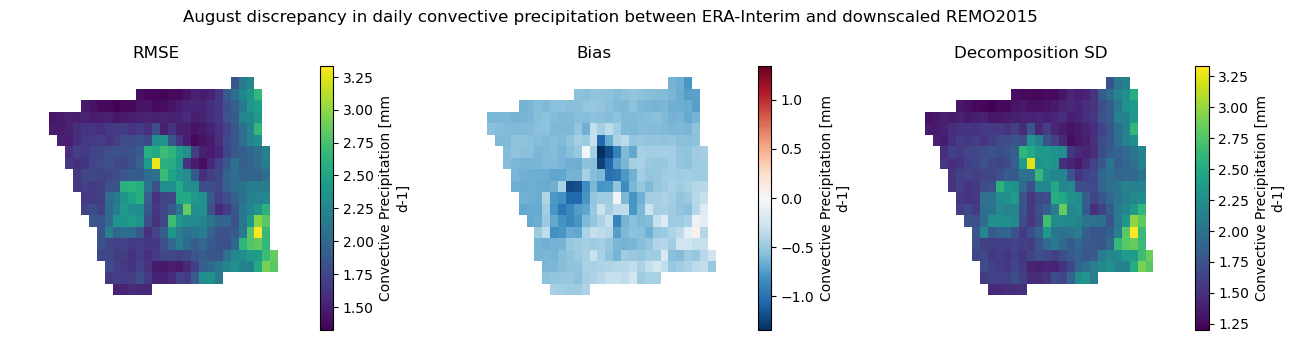 August discrepancy in daily convective precipitation between ERA-Interim and downscaled REMO2015
RMSE
3.25
3.00
2.75
2.50
2.25
2.00
1.75
1.50
Convective Precipitation [mm
d-1]
Bias
1.0
0.5
0.0
−0.5
−1.0
Convective Precipitation [mm
d-1]
Decomposition SD
3.25
3.00
2.75
2.50
2.25
2.00
1.75
1.50
1.25
Convective Precipitation [mm
d-1]